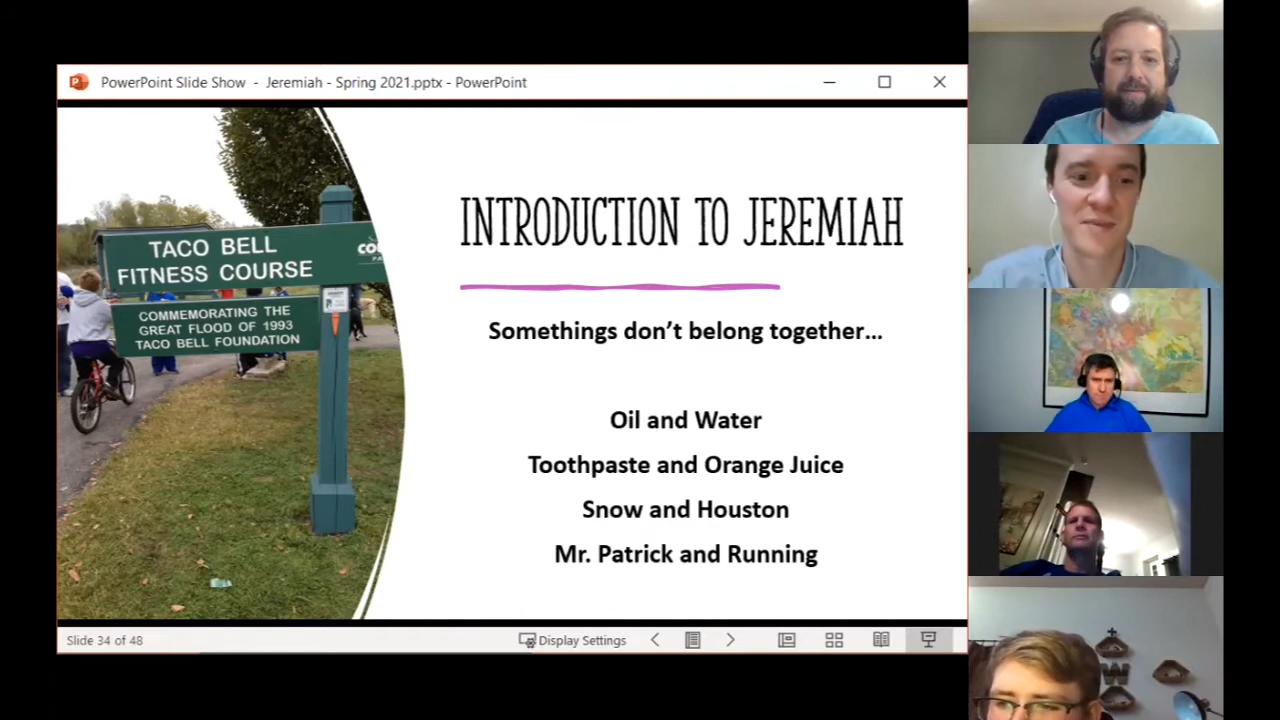 PowerPoint Slide Show - Jeremiah - Spring 2021.pptx - PowerPoint
TACO BELL
FITNESS COURSE
COMMEMORATING THE
GREAT FLOOD OF 1993
TACO BELL FOUNDATION
INTRODUCTION TO JEREMIAH
Somethings don’t belong together…
Oil and Water
Toothpaste and Orange Juice
Snow and Houston
Mr. Patrick and Running
Slide 34 of 48
Display Settings
W